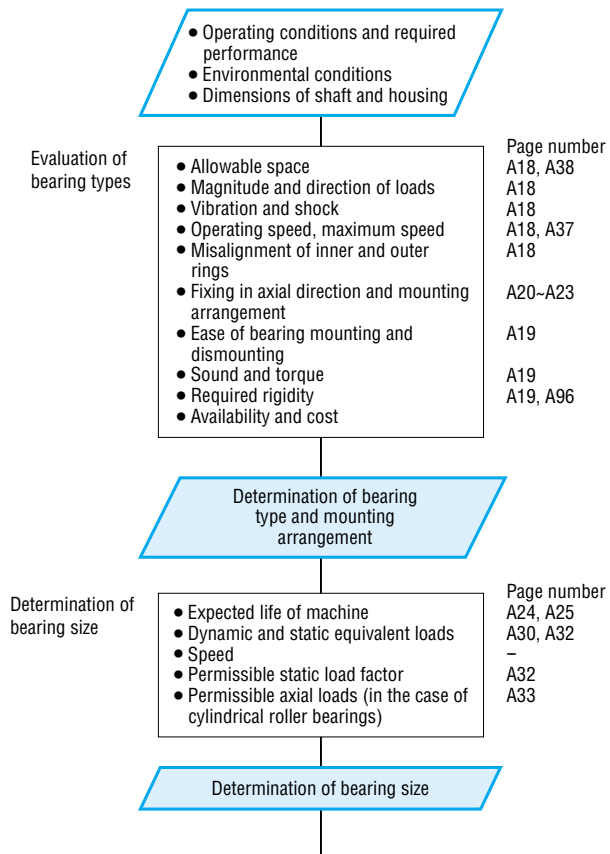 ● Operating conditions and required
performance
● Environmental conditions
● Dimensions of shaft and housing
Evaluation of
bearing types
Page number
● Allowable space A18, A38
● Magnitude and direction of loads A18
● Vibration and shock A18
● Operating speed, maximum speed A18, A37
● Misalignment of inner and outer A18
rings
● Fixing in axial direction and mounting A20~A23
arrangement
● Ease of bearing mounting and A19
dismounting
● Sound and torque A19
● Required rigidity A19, A96
● Availability and cost
Determination of bearing
type and mounting
arrangement
Determination of
bearing size
Page number
● Expected life of machine A24, A25
● Dynamic and static equivalent loads A30, A32
● Speed –
● Permissible static load factor A32
● Permissible axial loads (in the case of A33
cylindrical roller bearings)
Determination of bearing size